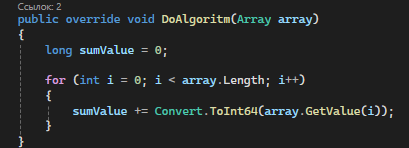 Ссылок: 2
public override void DoAlgoritm(Array array)
{
long sumValue = 0;
for (int i = 0; i < array.Length; i++)
{
sumValue += Convert.ToInt64(array.GetValue(i));
}
}